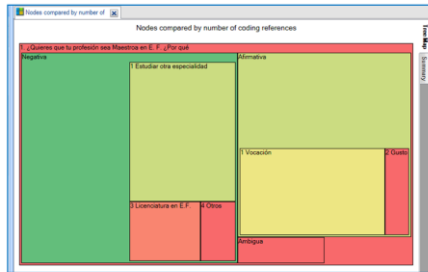 Nodes compared by number of
Nodes compared by number of coding references
1. ¿Quieres que tu profesión sea Maestro/a en E. F. ¿Por qué
Negativa
Afirmativa
1 Estudiar otra especialidad
1 Vocación
2 Gusto
3 Licenciatura en E.F.
4 Otros
Ambigua
Tree Map
Summary